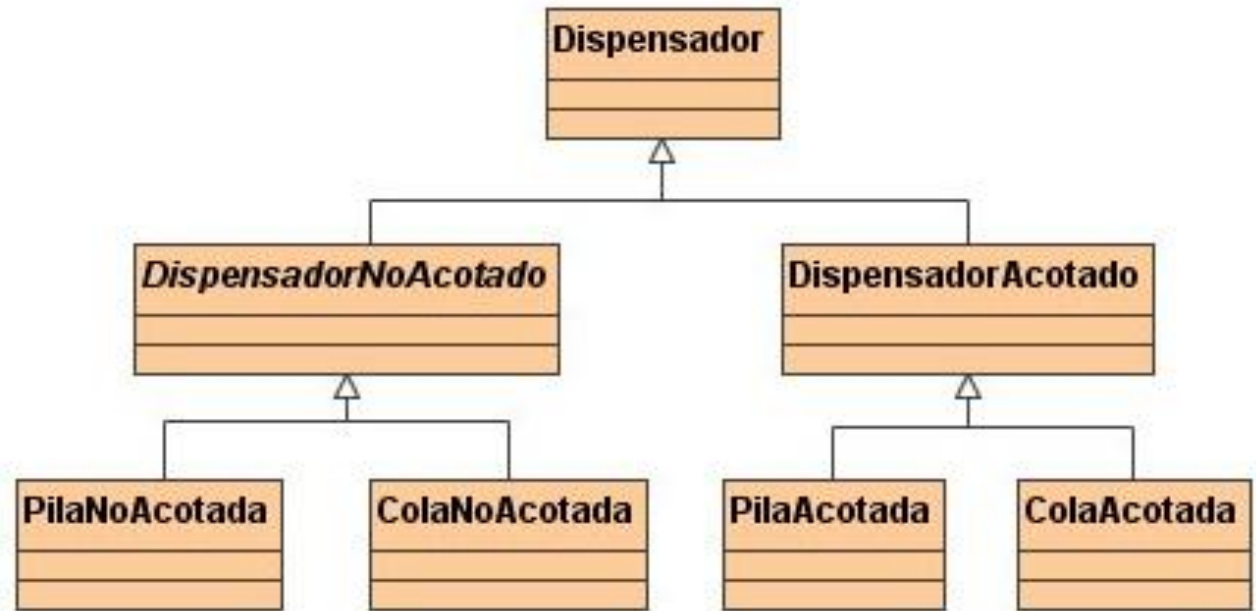 Dispensador
DispensadorNoAcotado
DispensadorAcotado
PilaNoAcotada
ColaNoAcotada
PilaAcotada
ColaAcotada